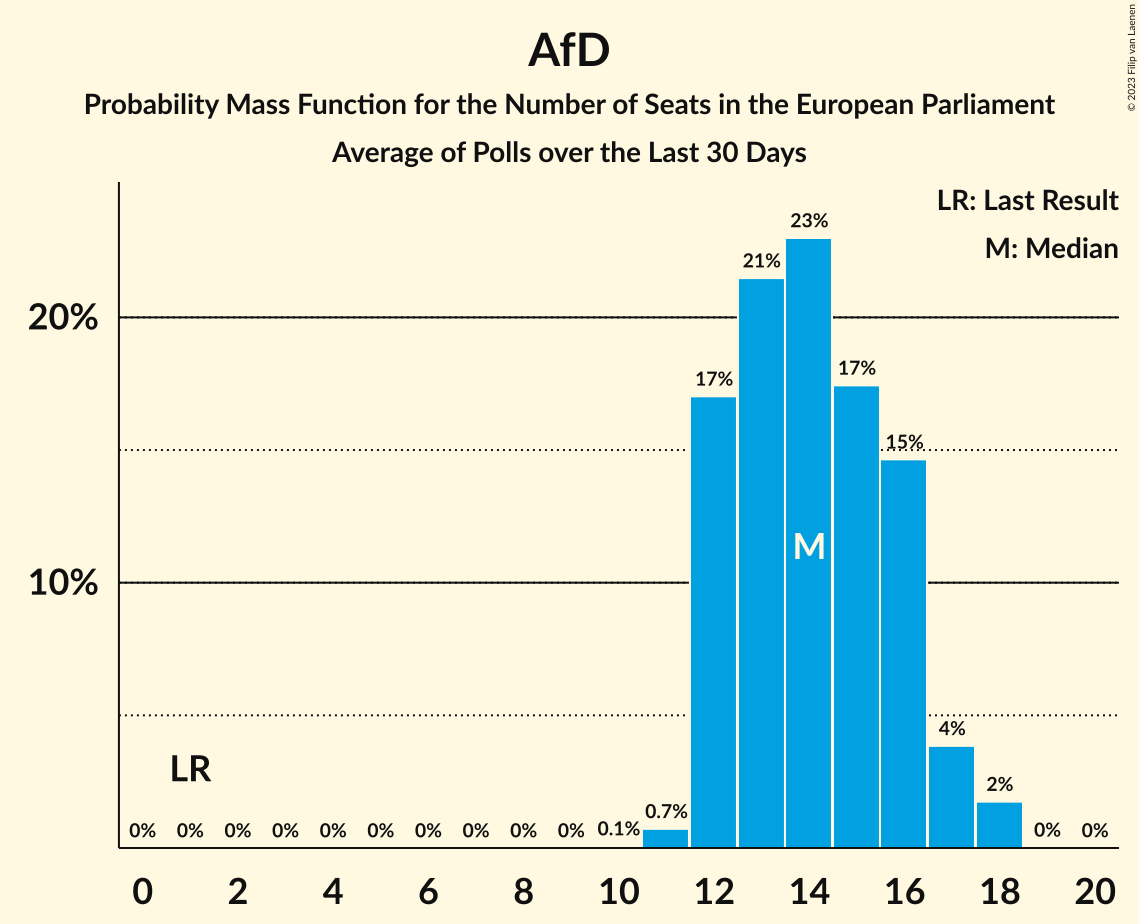 AfD
Probability Mass Function for the Number of Seats in the European Parliament
Average of Polls over the Last 30 Days
© 2023 Filip van Laenen
LR: Last Result
M: Median
20%
10%
0% 0% 0% 0% 0% 0% 0% 0% 0% 0% 0.1% 0.7% 17% 21% 23% 17% 15% 4% 2% 0% 0%
LR
M
0 2 4 6 8 10 12 14 16 18 20